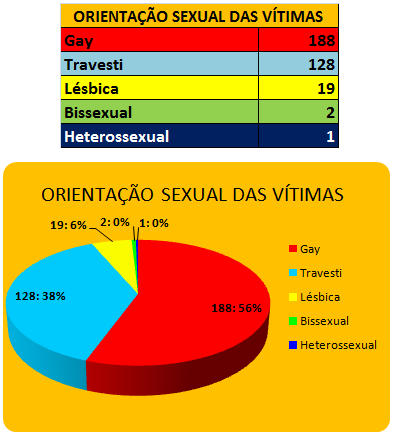 ORIENTAÇÃO SEXUAL DAS VÍTIMAS
Gay 188
Travesti 128
Lésbica 19
Bissexual 2
Heterossexual 1
ORIENTAÇÃO SEXUAL DAS VÍTIMAS
19: 6%
2: 0%
1: 0%
128: 38%
188: 56%
Gay
Travesti
Lésbica
Bissexual
Heterossexual